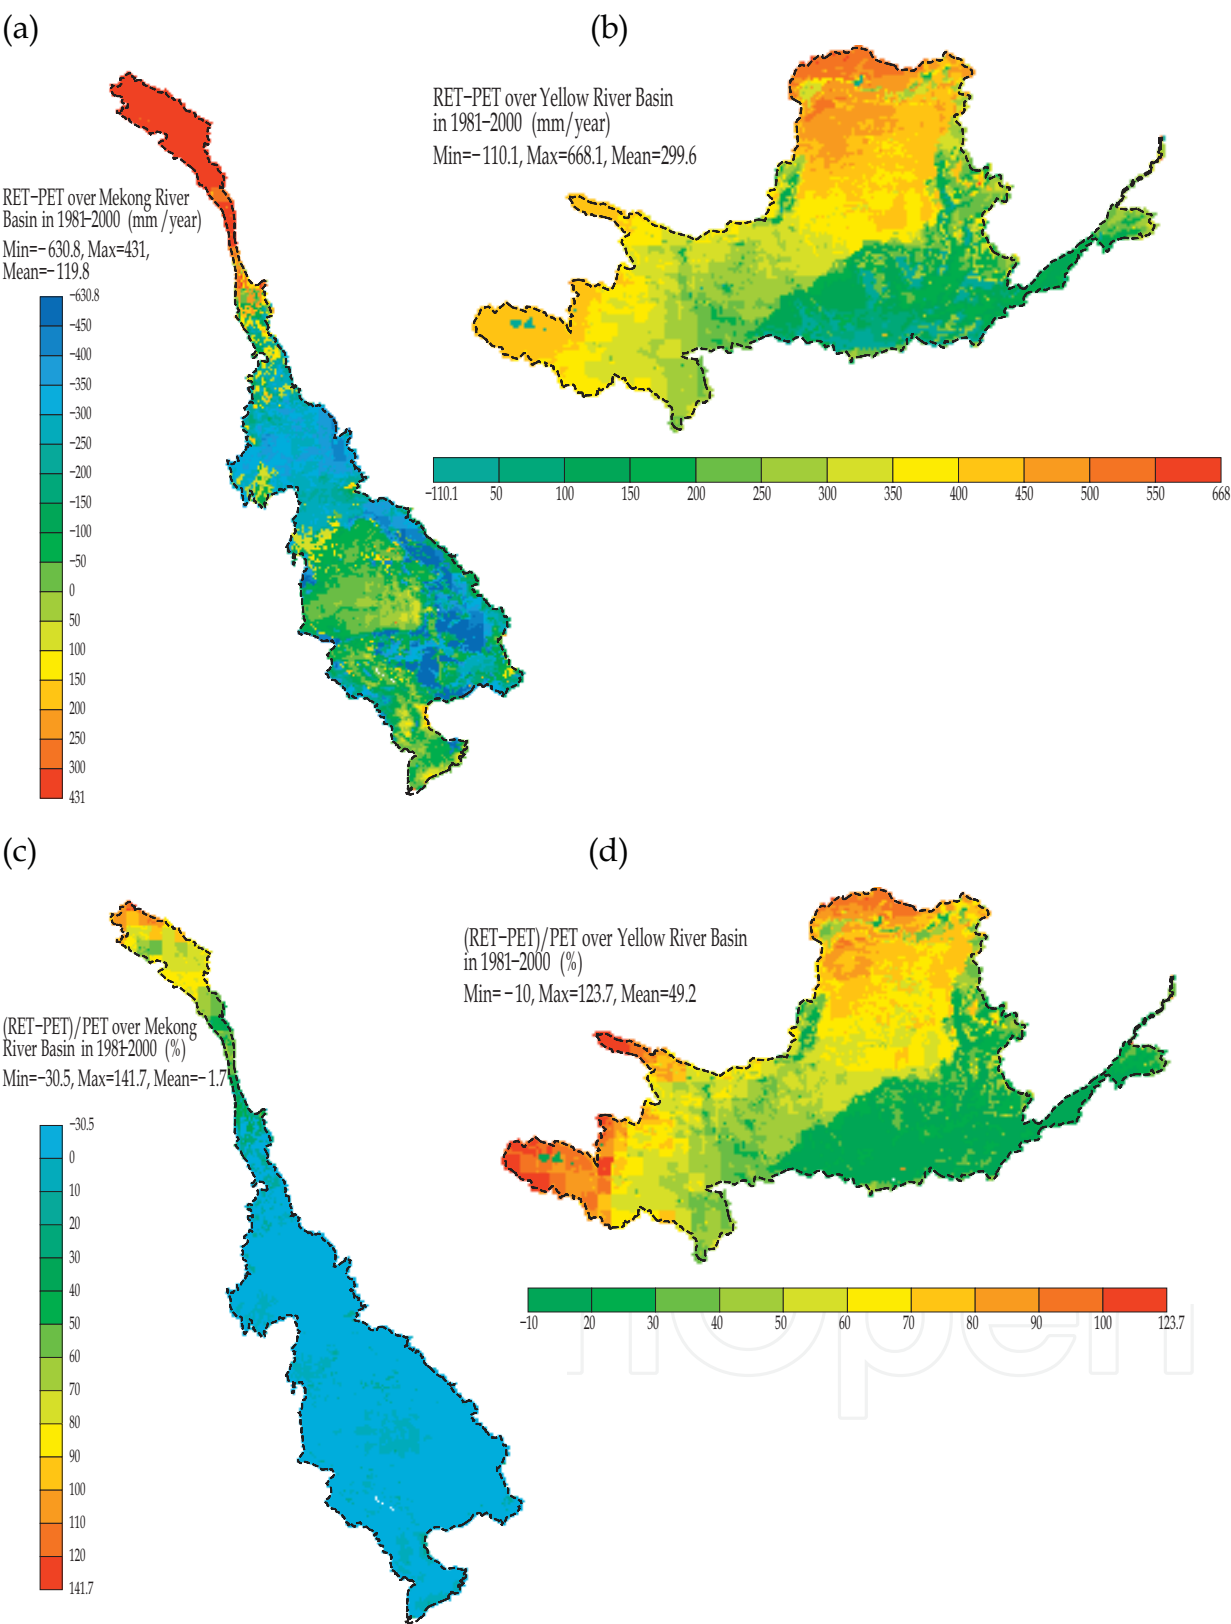 (a)
RET−PET over Mekong River
Basin in 1981-2000 (mm /year)
Min=−630.8, Max=431,
Mean=−119.8
−630.8
−450
−400
−350
−300
−250
−200
−150
−100
−50
0
50
100
150
200
250
300
431
(b)
RET−PET over Yellow River Basin
in 1981−2000 (mm/year)
Min=−110.1, Max=668.1, Mean=299.6
−110.1 50 100 150 200 250 300 350 400 450 500 550 668
(c)
(RET−PET)/PET over Mekong
River Basin in 1981-2000 (%)
Min=−30.5, Max=141.7, Mean=−1.7
−30.5
0
10
20
30
40
50
60
70
80
90
100
110
120
141.7
(d)
(RET−PET)/PET over Yellow River Basin
in 1981−2000 (%)
Min=−10, Max=123.7, Mean=49.2
−10 20 30 40 50 60 70 80 90 100 123.7